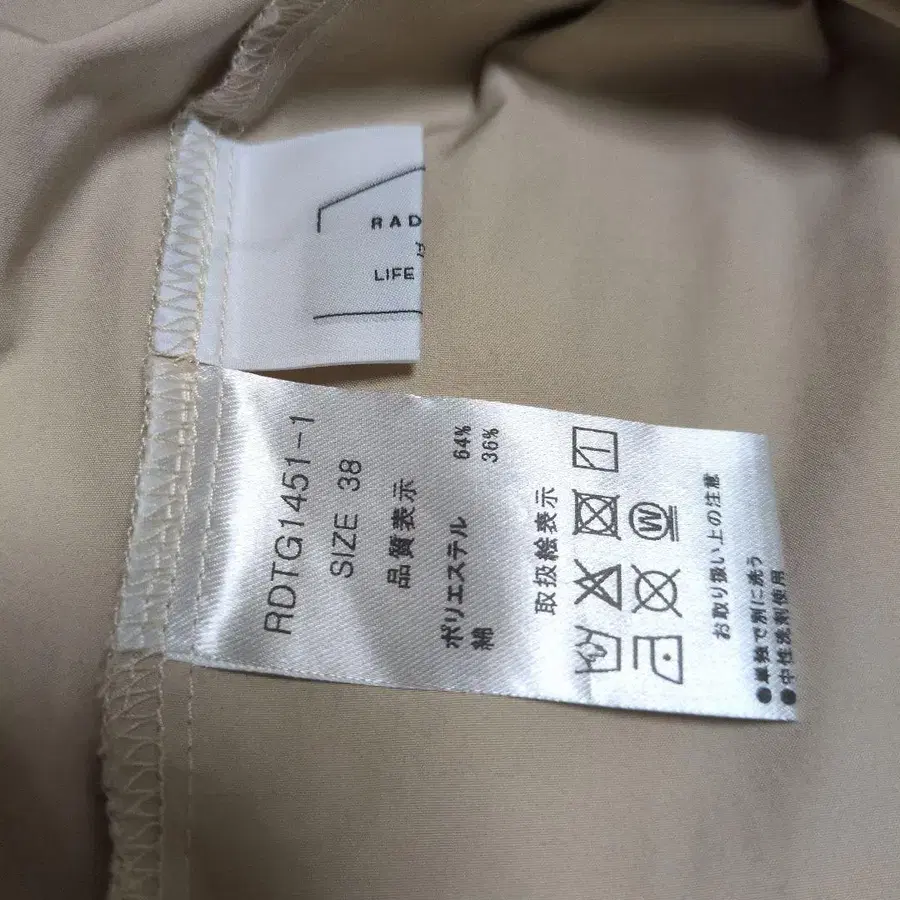 RAD
LIFE
RDTG1451-1
SIZE 38
品質表示
ポリエステル 64%
綿 36%
取扱絵表示
W
お取り扱い上の注意
●単独で別に洗う
●中性洗剤使用